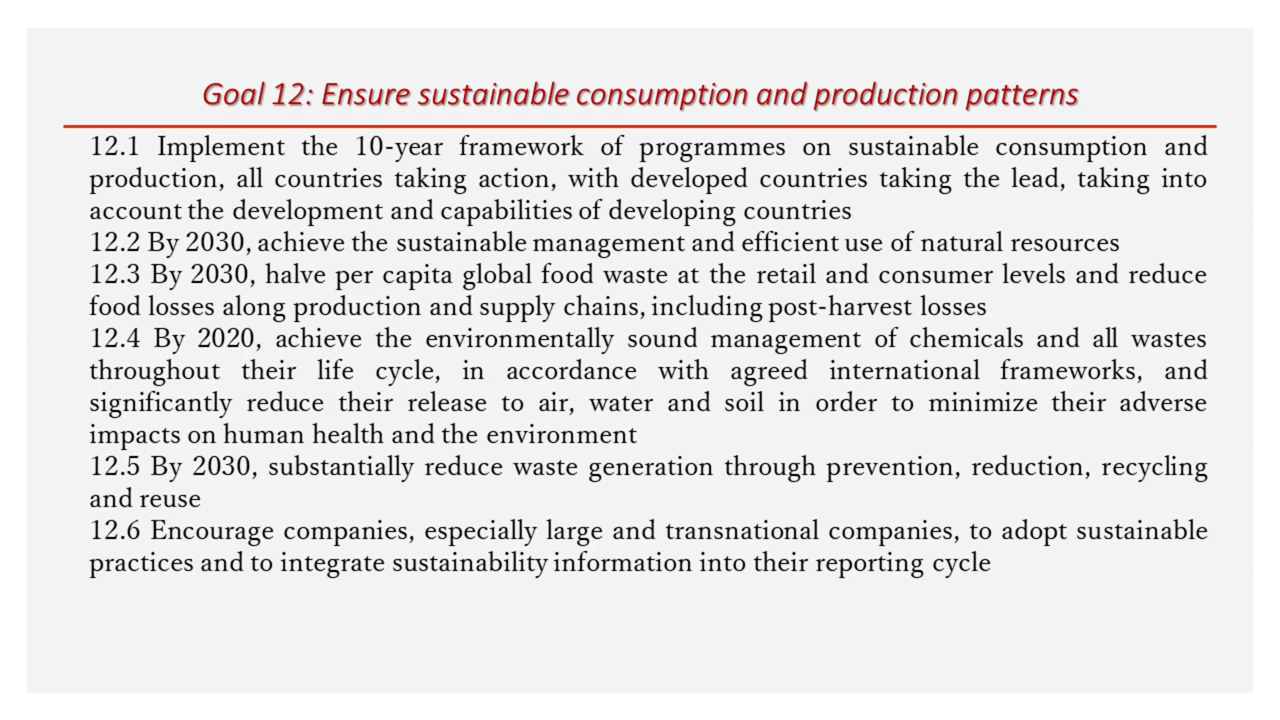 Goal 12: Ensure sustainable consumption and production patterns
12.1 Implement the 10-year framework of programmes on sustainable consumption and
production, all countries taking action, with developed countries taking the lead, taking into
account the development and capabilities of developing countries
12.2 By 2030, achieve the sustainable management and efficient use of natural resources
12.3 By 2030, halve per capita global food waste at the retail and consumer levels and reduce
food losses along production and supply chains, including post-harvest losses
12.4 By 2020, achieve the environmentally sound management of chemicals and all wastes
throughout their life cycle, in accordance with agreed international frameworks, and
significantly reduce their release to air, water and soil in order to minimize their adverse
impacts on human health and the environment
12.5 By 2030, substantially reduce waste generation through prevention, reduction, recycling
and reuse
12.6 Encourage companies, especially large and transnational companies, to adopt sustainable
practices and to integrate sustainability information into their reporting cycle